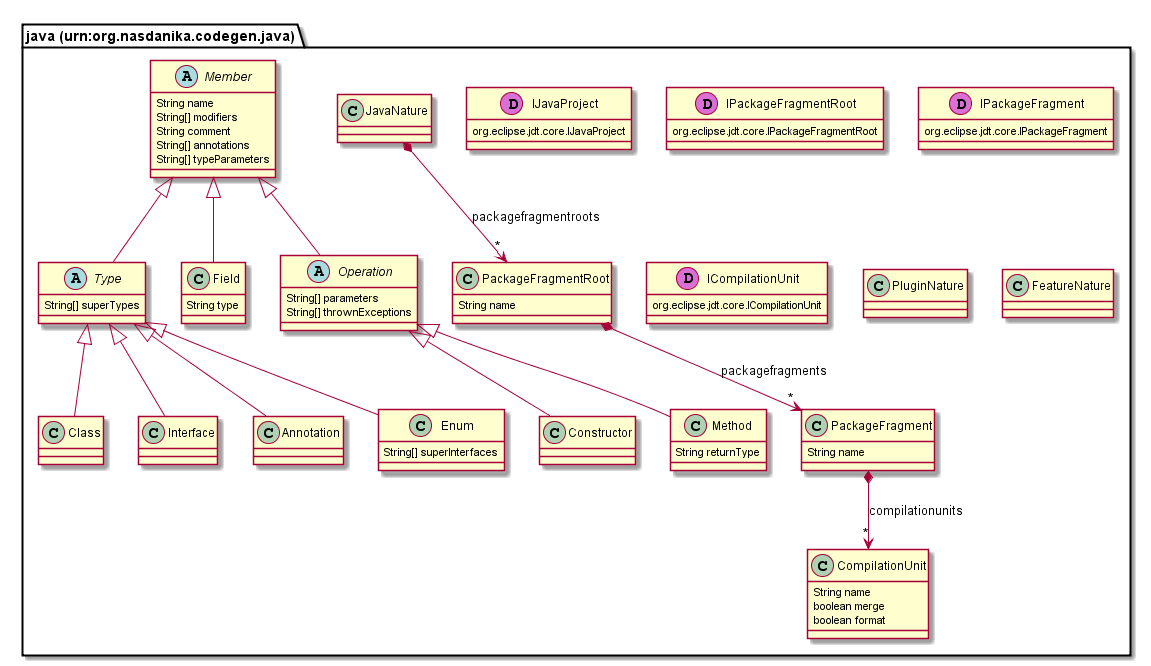 java (urn:org.nasdanika.codegen.java)
A Member
String name
String[] modifiers
String comment
String[] annotations
String[] typeParameters
C JavaNature
D IJavaProject
org.eclipse.jdt.core.IJavaProject
D IPackageFragmentRoot
org.eclipse.jdt.core.IPackageFragmentRoot
D IPackageFragment
org.eclipse.jdt.core.IPackageFragment
packagefragmentroots
*
A Type
String[] superTypes
C Field
String type
A Operation
String[] parameters
String[] thrownExceptions
C PackageFragmentRoot
String name
D ICompilationUnit
org.eclipse.jdt.core.ICompilationUnit
C PluginNature
C FeatureNature
packagefragments
*
C Class
C Interface
C Annotation
C Enum
String[] superInterfaces
C Constructor
C Method
String returnType
C PackageFragment
String name
compilationunits
*
C CompilationUnit
String name
boolean merge
boolean format